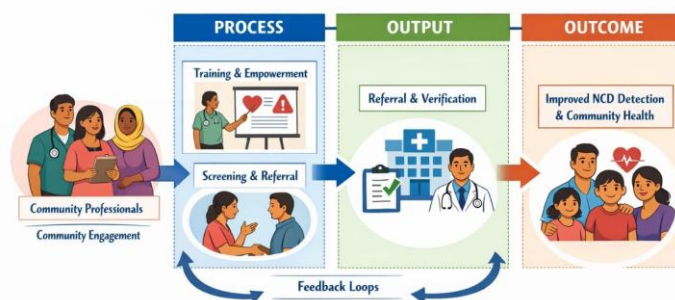 PROCESS
OUTPUT
OUTCOME
Training & Empowerment
Screening & Referral
Referral & Verification
Improved NCD Detection
& Community Health
Community Professionals
Community Engagement
Feedback Loops